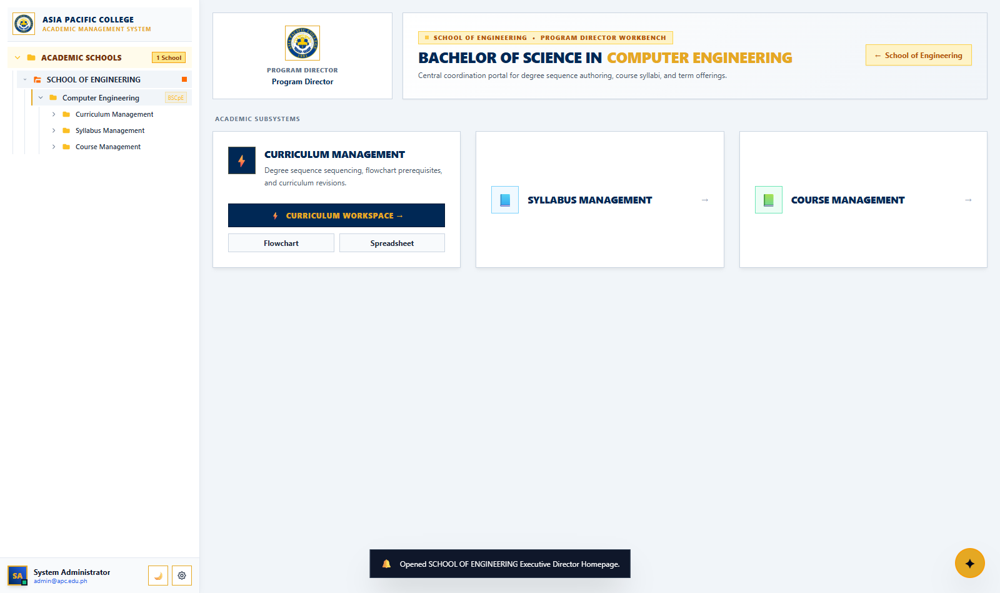 ASIA PACIFIC COLLEGE
ACADEMIC MANAGEMENT SYSTEM
ACADEMIC SCHOOLS
1 School
SCHOOL OF ENGINEERING
Computer Engineering
BSCpE
Curriculum Management
Syllabus Management
Course Management
System Administrator
admin@apc.edu.ph
SA
PROGRAM DIRECTOR
Program Director
SCHOOL OF ENGINEERING • PROGRAM DIRECTOR WORKBENCH
BACHELOR OF SCIENCE IN COMPUTER ENGINEERING
Central coordination portal for degree sequence authoring, course syllabi, and term offerings.
← School of Engineering
ACADEMIC SUBSYSTEMS
CURRICULUM MANAGEMENT
Degree sequence sequencing, flowchart prerequisites,
and curriculum revisions.
CURRICULUM WORKSPACE →
Flowchart
Spreadsheet
SYLLABUS MANAGEMENT →
COURSE MANAGEMENT →
Opened SCHOOL OF ENGINEERING Executive Director Homepage.